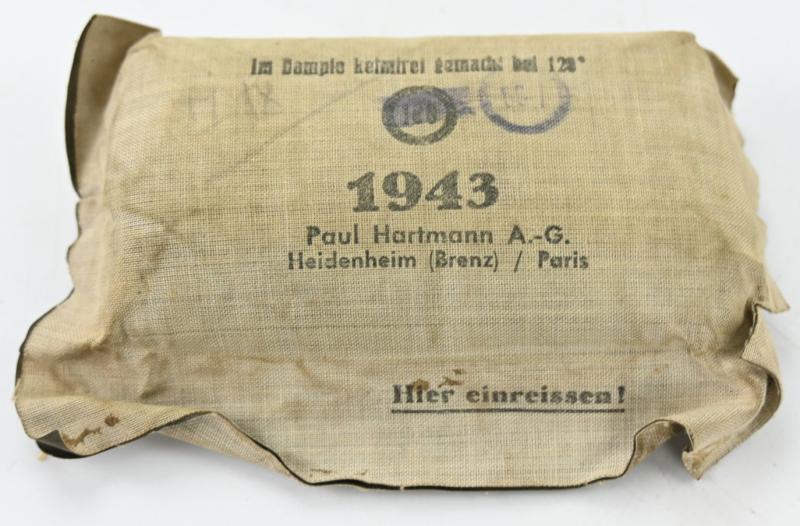 Im Dampfe keimfrei gemacht bei 120°
1943
Paul Hartmann A.-G.
Heidenheim (Brenz) / Paris
Hier einreissen!